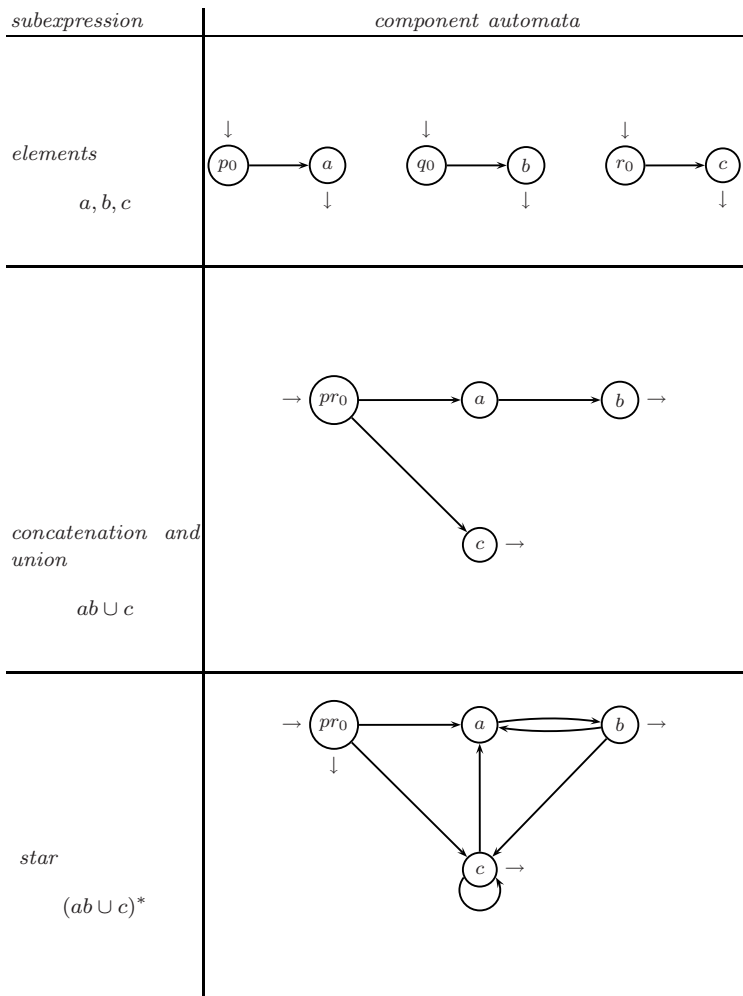 subexpression component automata
elements
a, b, c
↓ ↓ ↓
p₀ a q₀ b r₀ c
↓ ↓ ↓
→ pr₀ a b →
c →
concatenation and
union
ab ∪ c
→ pr₀ a b →
↓
c →
star
(ab ∪ c)*